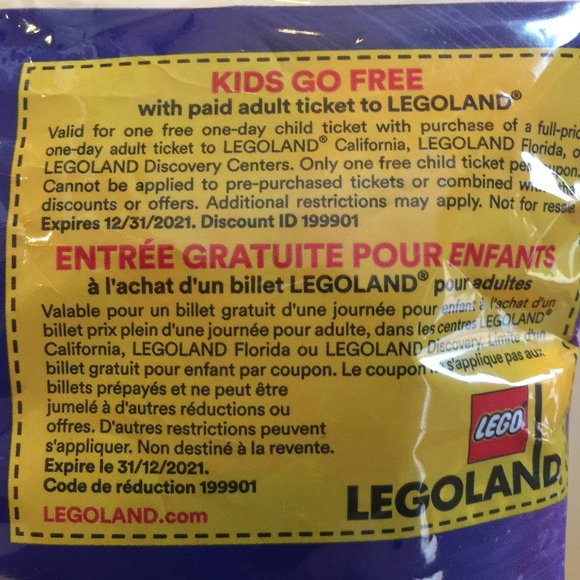 KIDS GO FREE
with paid adult ticket to LEGOLAND®
Valid for one free one-day child ticket with purchase of a full-pric
one-day adult ticket to LEGOLAND® California, LEGOLAND Florida, o
LEGOLAND Discovery Centers. Only one free child ticket per coupon.
Cannot be applied to pre-purchased tickets or combined with
discounts or offers. Additional restrictions may apply. Not for resale
Expires 12/31/2021. Discount ID 199901
ENTRÉE GRATUITE POUR ENFANTS
à l'achat d'un billet LEGOLAND® pour adultes
Valable pour un billet gratuit d'une journée pour enfant à l'achat d'un
billet prix plein d'une journée pour adulte, dans les centres LEGOLAND®
California, LEGOLAND Florida ou LEGOLAND Discovery. Limite d'un
billet gratuit pour enfant par coupon. Le coupon s'applique pas aux
billets prépayés et ne peut être
jumelé à d'autres réductions ou
offres. D'autres restrictions peuvent
s'appliquer. Non destiné à la revente.
Expire le 31/12/2021.
Code de réduction 199901
LEGOLAND.com
LEGO
LEGOLAND